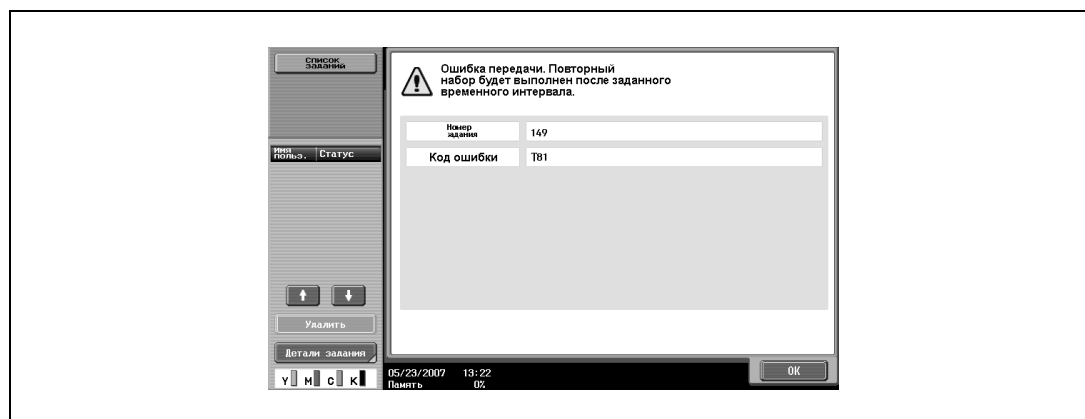 Список
заданий
Ошибка передачи. Повторный
набор будет выполнен после заданного
временного интервала.
Номер
задания
149
Код ошибки
T81
Имя
польз.
Статус
Удалить
Детали задания
Y M C K
05/23/2007 13:22
Память 0%
OK